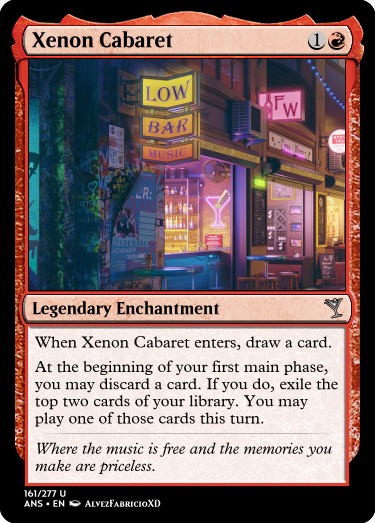 Xenon Cabaret 1
LOW
BAR
MUSIC
FW
Legendary Enchantment
When Xenon Cabaret enters, draw a card.
At the beginning of your first main phase,
you may discard a card. If you do, exile the
top two cards of your library. You may
play one of those cards this turn.
Where the music is free and the memories you
make are priceless.
161/277 U
ANS • EN AlvezFabricioXD